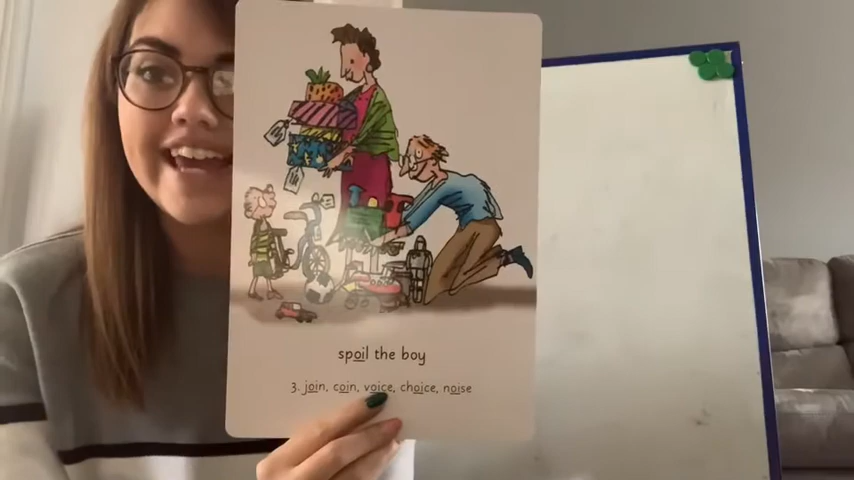 spoil the boy
3. join, coin, voice, choice, noise